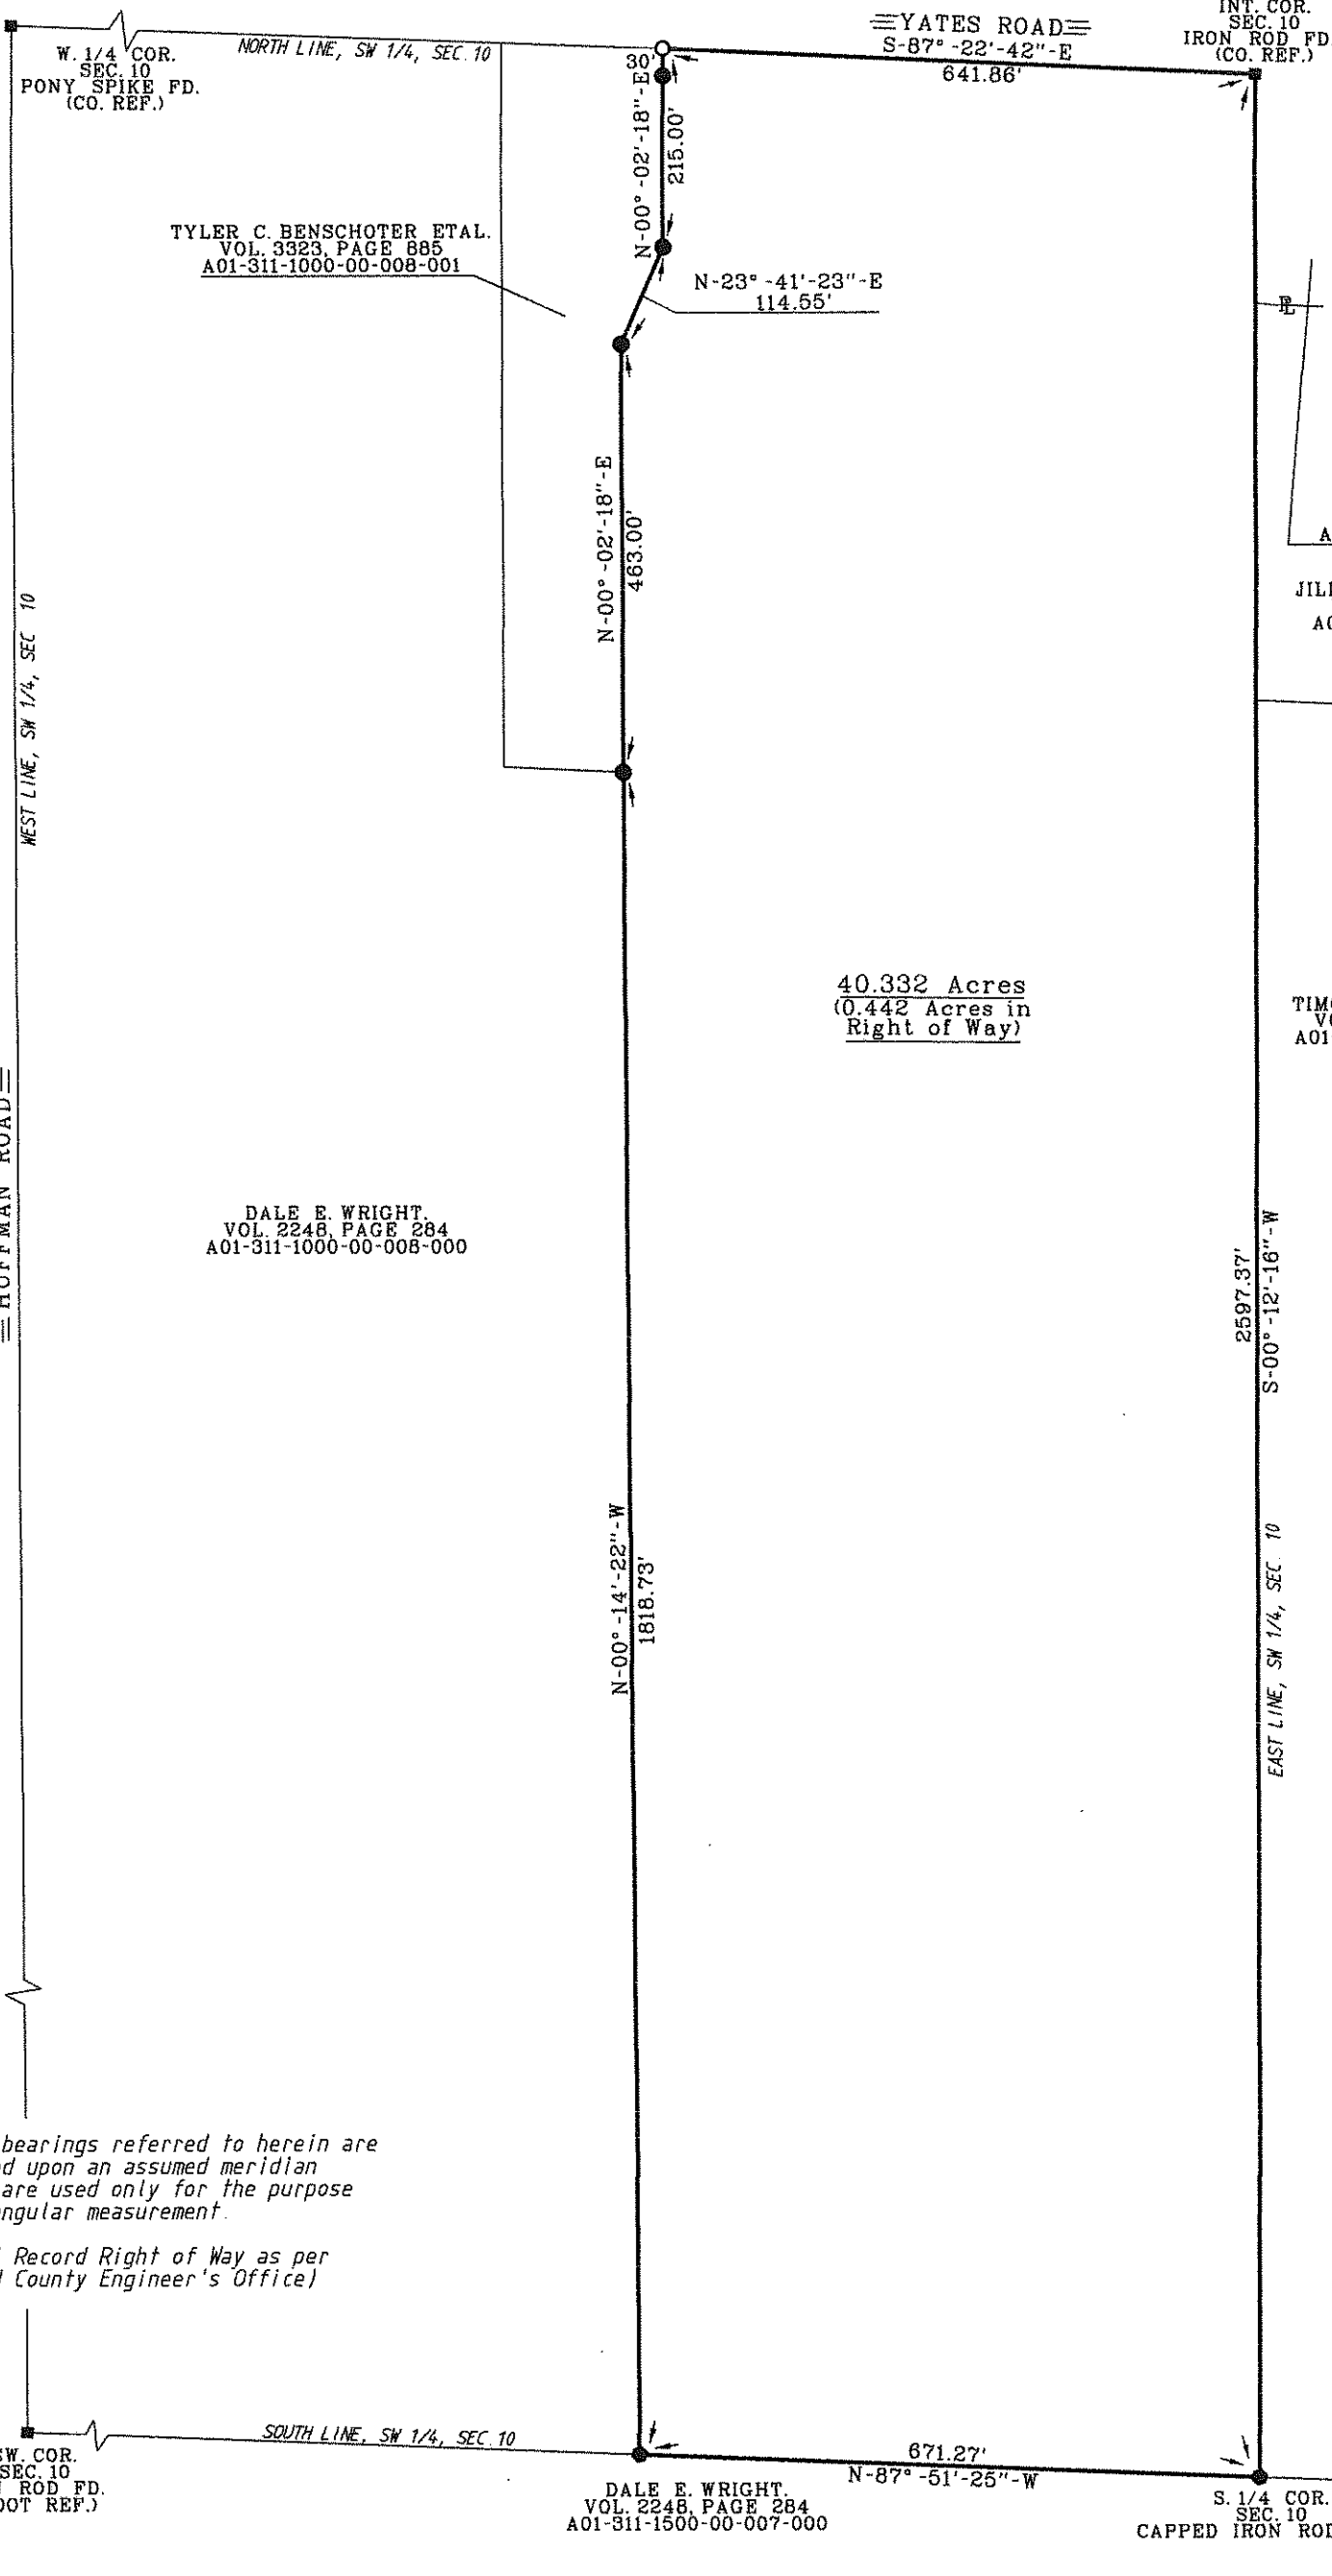 W. 1/4 COR.
SEC. 10
PONY SPIKE FD.
(CO. REF.)
NORTH LINE, SW 1/4, SEC. 10
YATES ROAD
S-87°-22'-42"-E
641.86'
INT. COR.
SEC. 10
IRON ROD FD.
(CO. REF.)
30'
N-00°-02'-18"-E
215.00'
TYLER C. BENSCHOTER ETAL.
VOL. 3323, PAGE 885
A01-311-1000-00-008-001
N-23°-41'-23"-E
114.55'
PL
N-00°-02'-18"-E
463.00'
WEST LINE, SW 1/4, SEC 10
40.332 Acres
(0.442 Acres in
Right of Way)
HOFFMAN ROAD
DALE E. WRIGHT.
VOL. 2248, PAGE 284
A01-311-1000-00-008-000
2597.37'
S-00°-12'-16"-W
N-00°-14'-22"-W
1818.73'
EAST LINE, SW 1/4, SEC. 10
bearings referred to herein are
upon an assumed meridian
are used only for the purpose
ngular measurement.
Record Right of Way as per
County Engineer's Office)
SOUTH LINE, SW 1/4, SEC. 10
SW. COR.
SEC. 10
ROD FD.
OOT REF.)
671.27'
N-87°-51'-25"-W
DALE E. WRIGHT.
VOL. 2248, PAGE 284
A01-311-1500-00-007-000
S. 1/4 COR.
SEC. 10
CAPPED IRON ROD